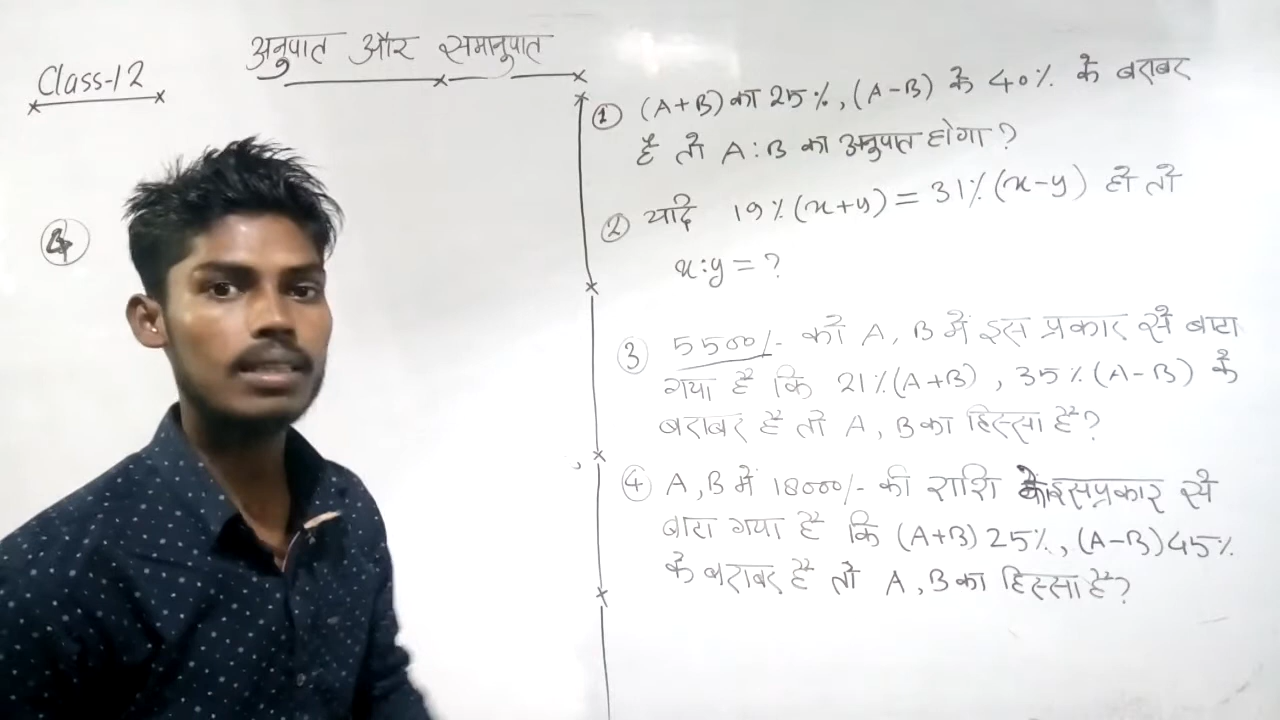 अनुपात और समानुपात
Class-12
④
① (A+B) का 25%, (A-B) के 40% के बराबर
है तो A:B का अनुपात होगा?
② यदि 19%(x+y) = 31%(x-y) हो तो
x:y = ?
③ 5500/- को A, B में इस प्रकार से बाटा
गया है कि 21%(A+B), 35%(A-B) के
बराबर है तो A, B का हिस्सा है?
④ A, B में 18000/- की राशि को इस प्रकार से
बाटा गया है कि (A+B) 25%, (A-B) 45%
के बराबर है तो A, B का हिस्सा है?